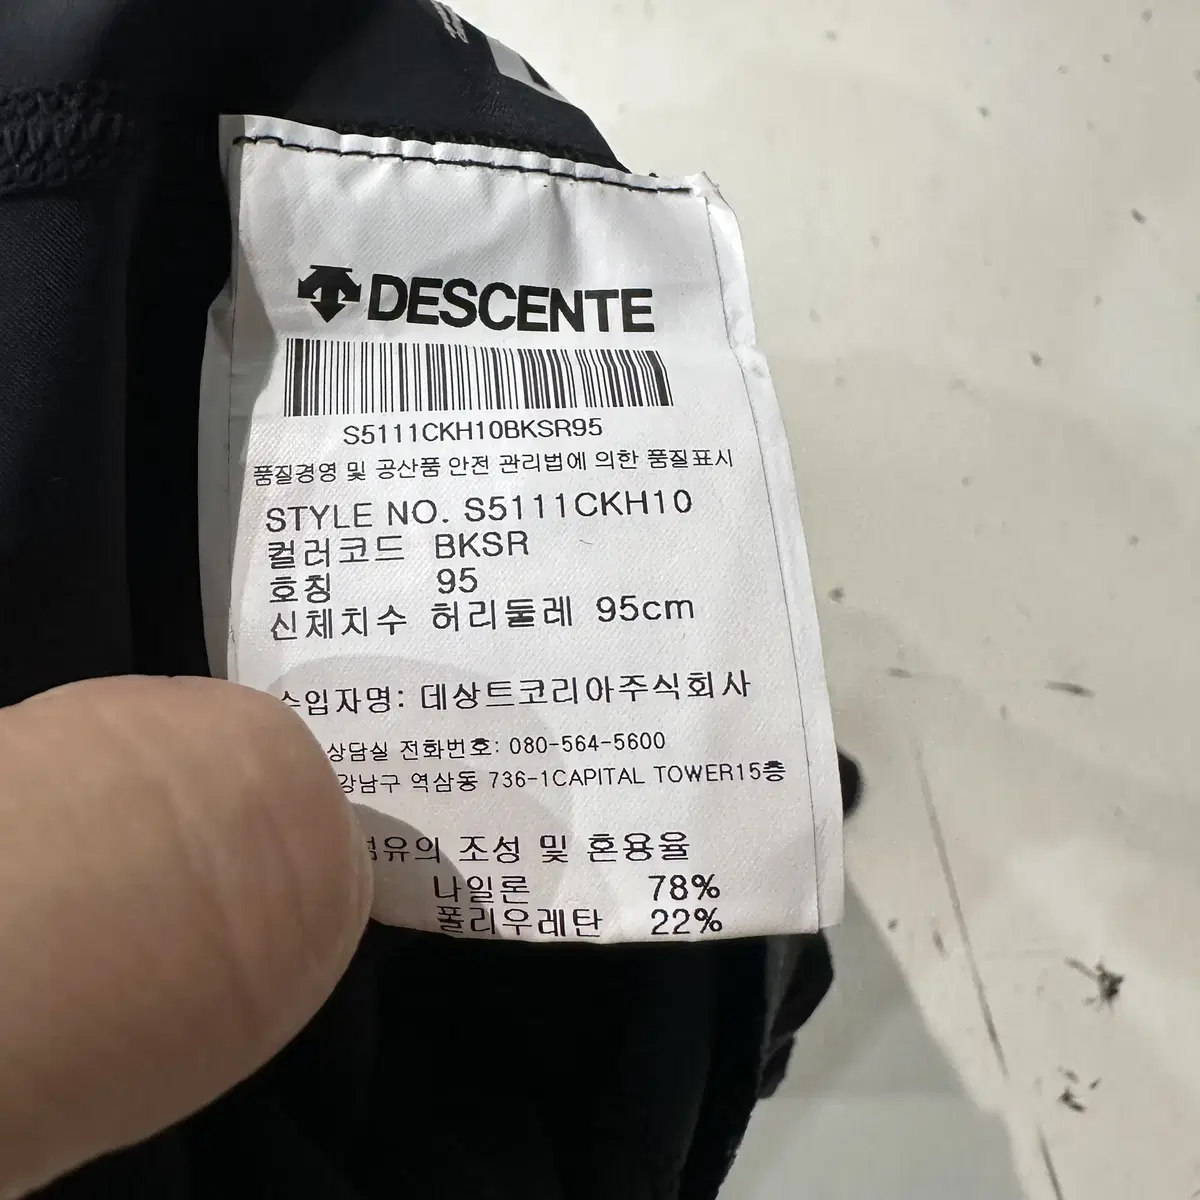 DESCENTE
S5111CKH10BKSR95
품질경영 및 공산품 안전 관리법에 의한 품질표시
STYLE NO. S5111CKH10
컬러코드 BKSR
호칭 95
신체치수 허리둘레 95cm
수입자명: 데상트코리아주식회사
상담실 전화번호: 080-564-5600
강남구 역삼동 736-1CAPITAL TOWER15층
섬유의 조성 및 혼용율
나일론 78%
폴리우레탄 22%